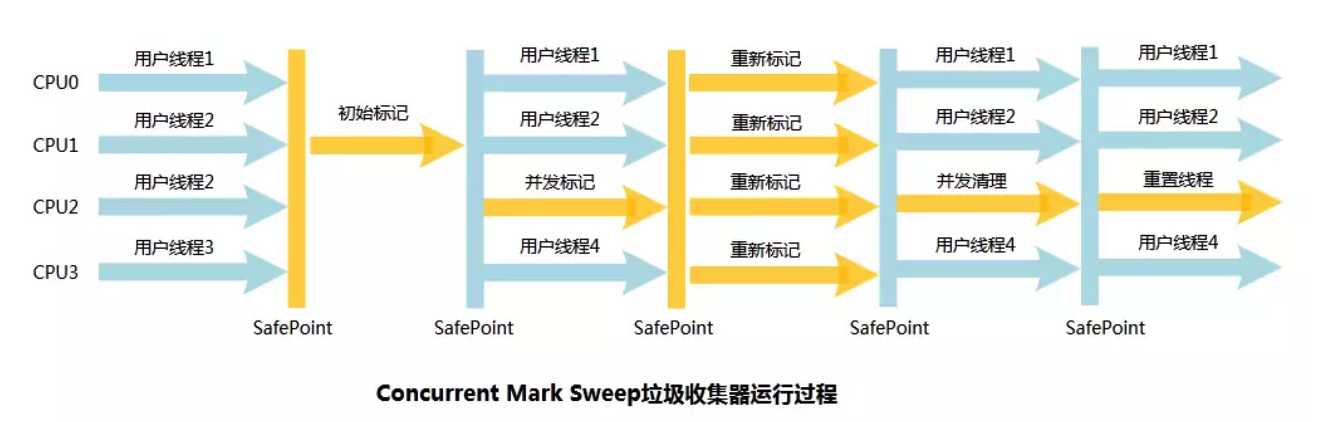 用户线程1 用户线程1 重新标记 用户线程1 用户线程1
CPU0
初始标记
用户线程2 用户线程2 重新标记 用户线程2 用户线程2
CPU1
用户线程2 并发标记 重新标记 并发清理 重置线程
CPU2
用户线程3 用户线程4 重新标记 用户线程4 用户线程4
CPU3
SafePoint SafePoint SafePoint SafePoint SafePoint
Concurrent Mark Sweep垃圾收集器运行过程